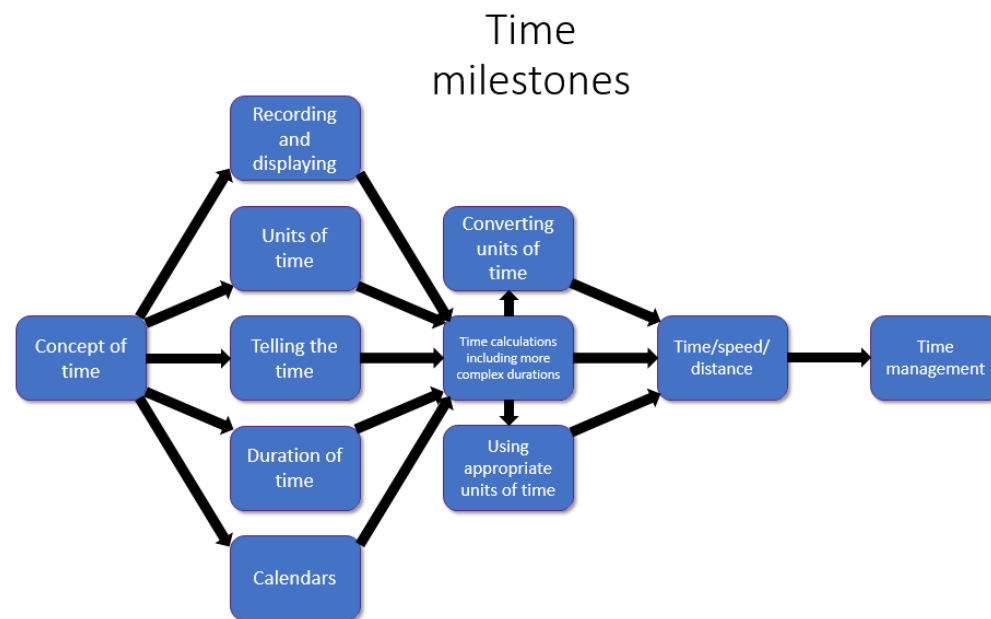 Time
milestones
Recording
and
displaying
Units of
time
Converting
units of
time
Concept of
time
Telling the
time
Time calculations
including more
complex durations
Time/speed/
distance
Time
management
Duration of
time
Using
appropriate
units of time
Calendars